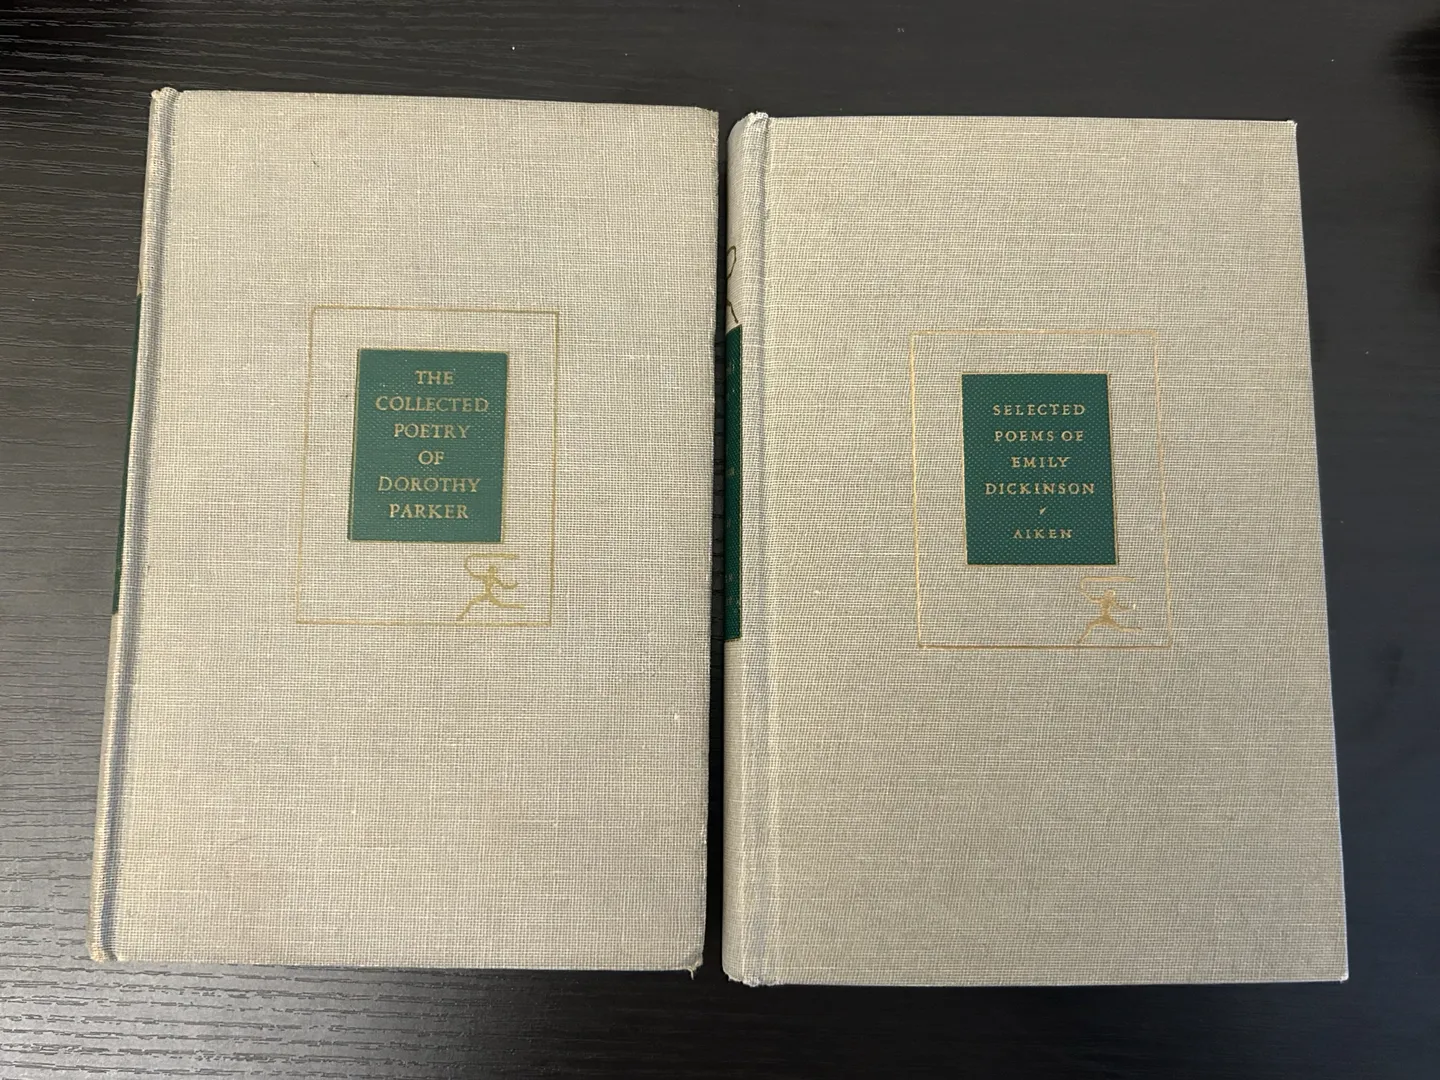 THE
COLLECTED
POETRY
OF
DOROTHY
PARKER
SELECTED
POEMS OF
EMILY
DICKINSON
AIKEN